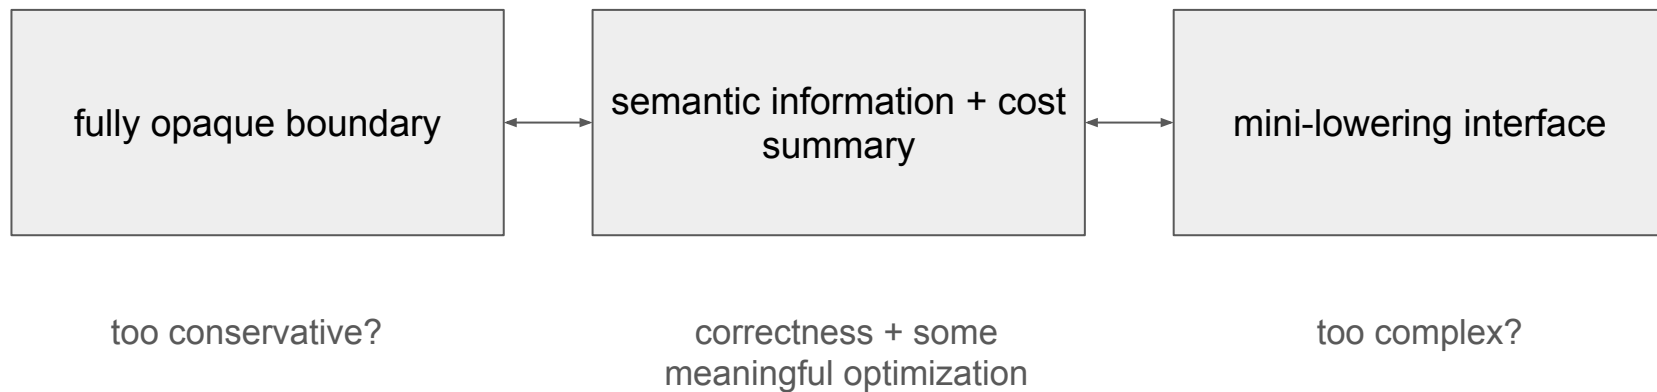 fully opaque boundary
semantic information + cost
summary
mini-lowering interface
too conservative?
correctness + some
meaningful optimization
too complex?